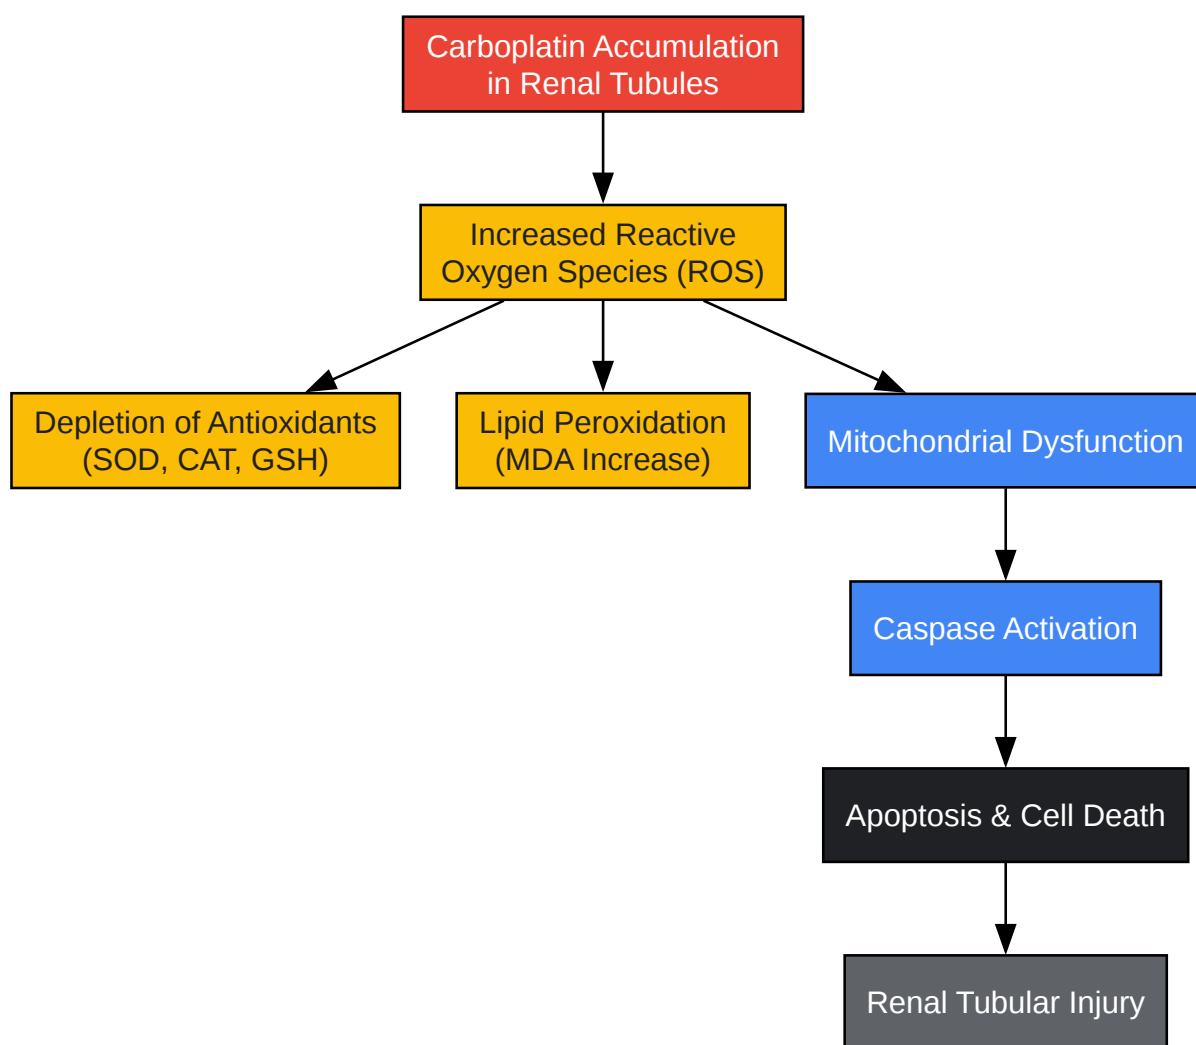 Carboplatin Accumulation
in Renal Tubules
Increased Reactive
Oxygen Species (ROS)
Depletion of Antioxidants
(SOD, CAT, GSH)
Lipid Peroxidation
(MDA Increase)
Mitochondrial Dysfunction
Caspase Activation
Apoptosis & Cell Death
Renal Tubular Injury